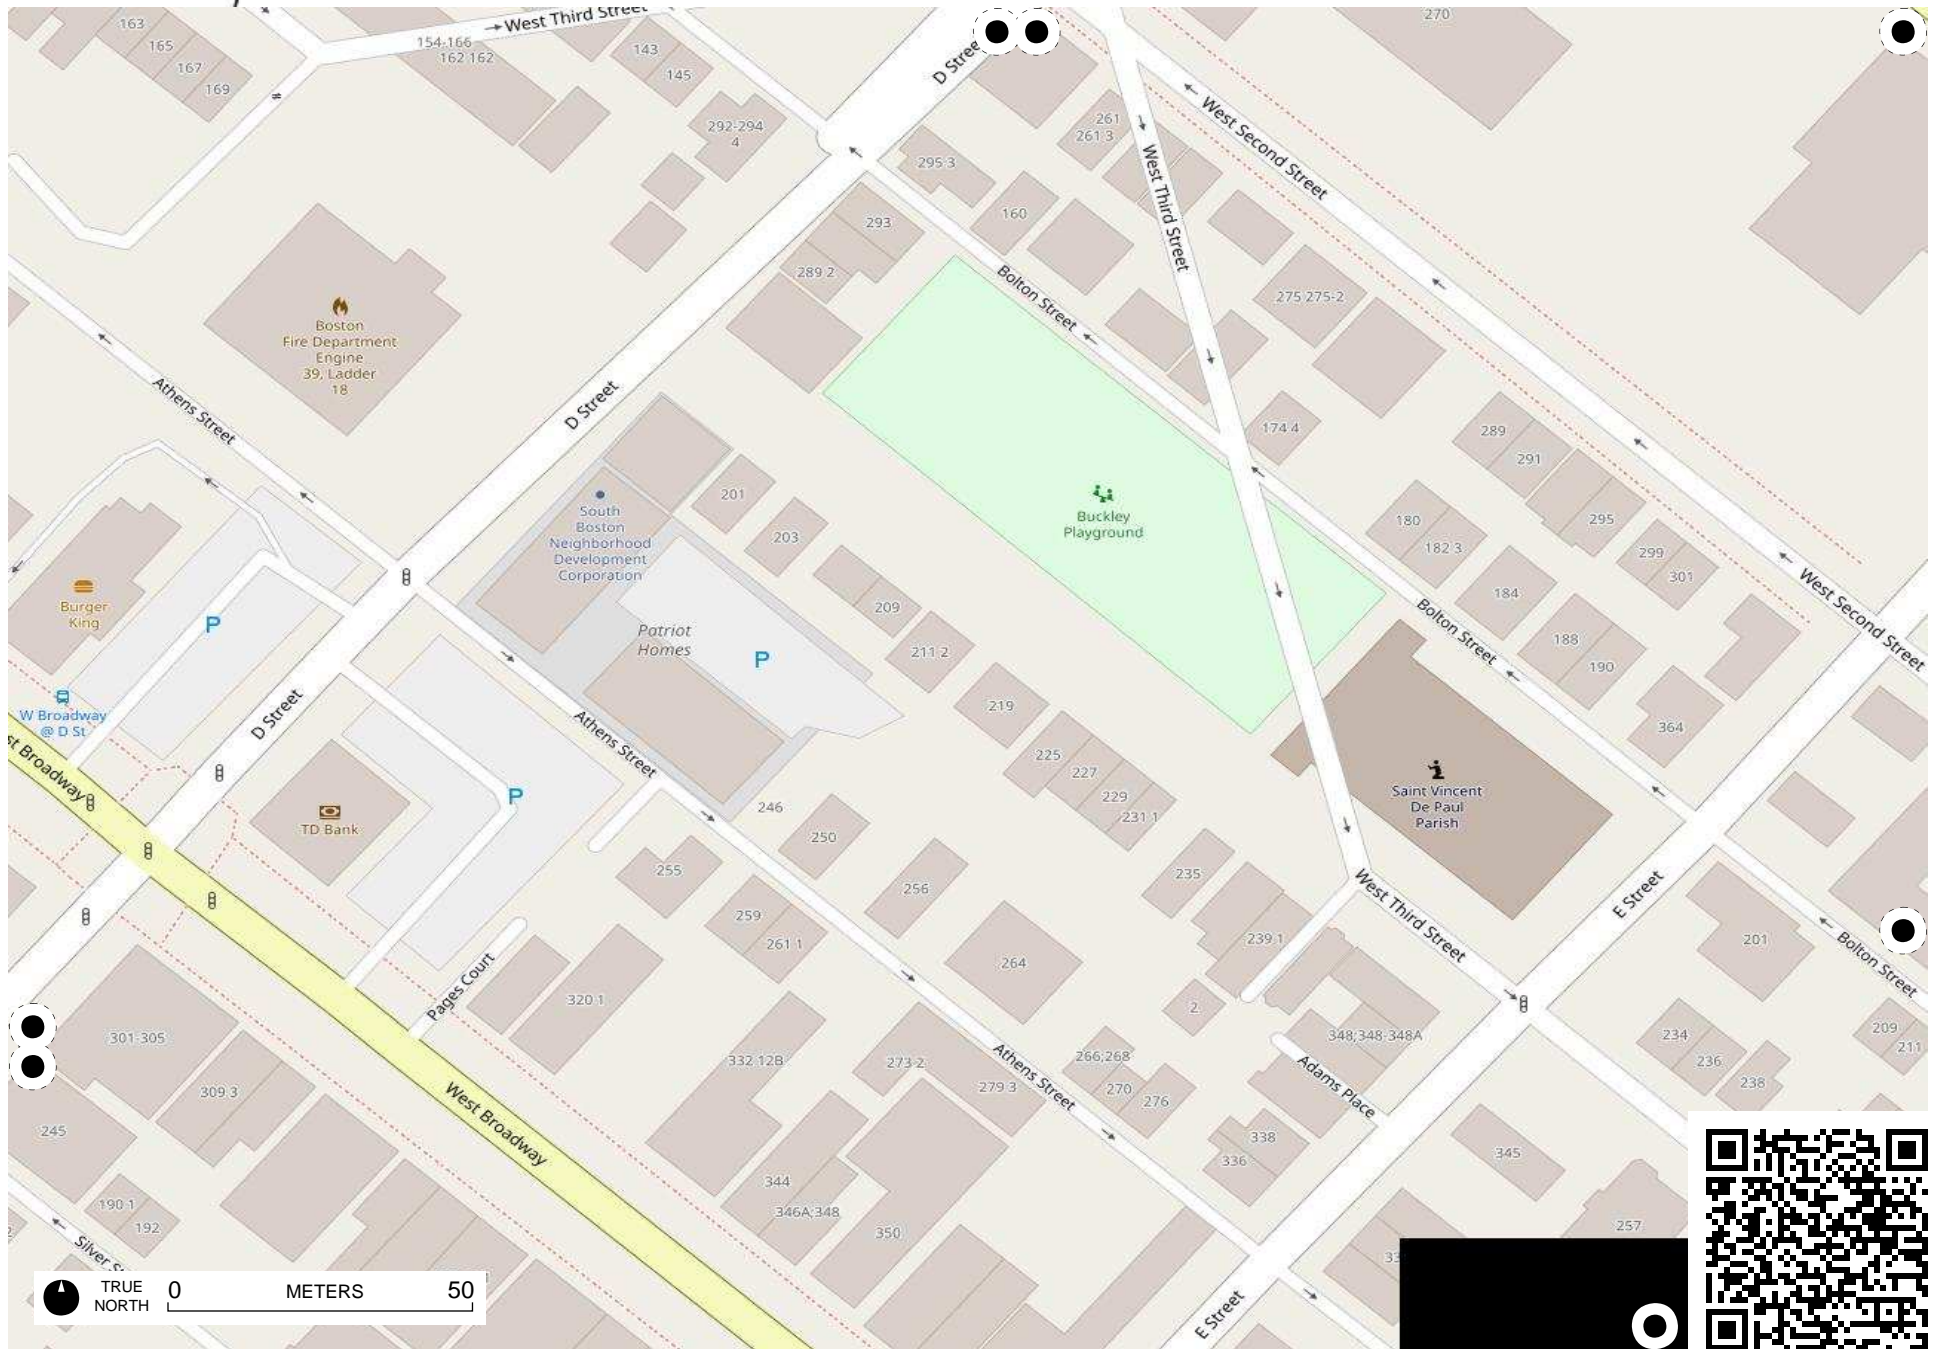 West Third Street
270
163
165
167
169
154-166
162 162
143
145
292-294
4
D Stree
261
261 3
West Second Street
295 3
160
West Third Street
293
289 2
Bolton Street
275 275-2
Boston
Fire Department
Engine
39, Ladder
18
Athens Street
D Street
174 4
289
291
201
203
South
Boston
Neighborhood
Development
Corporation
Buckley
Playground
180
182 3
295
299
301
184
Burger
King
P
209
211 2
Patriot
Homes
P
Bolton Street
188
190
West Second Street
W Broadway
@ D St
D Street
219
364
st Broadway
Athens Street
225
227
229
231 1
P
TD Bank
Saint Vincent
De Paul
Parish
246
250
255
256
235
West Third Street
E Street
259
261 1
239 1
201
Bolton Street
264
Pages Court
320 1
2
301-305
309 3
332 12B
273 2
279 3
Athens Street
266;268
270
276
348;348-348A
Adams Place
234
236
238
209
211
245
West Broadway
338
336
345
344
346A;348
350
190 1
192
257
33
Silver S
E Street
TRUE
NORTH
0 METERS 50